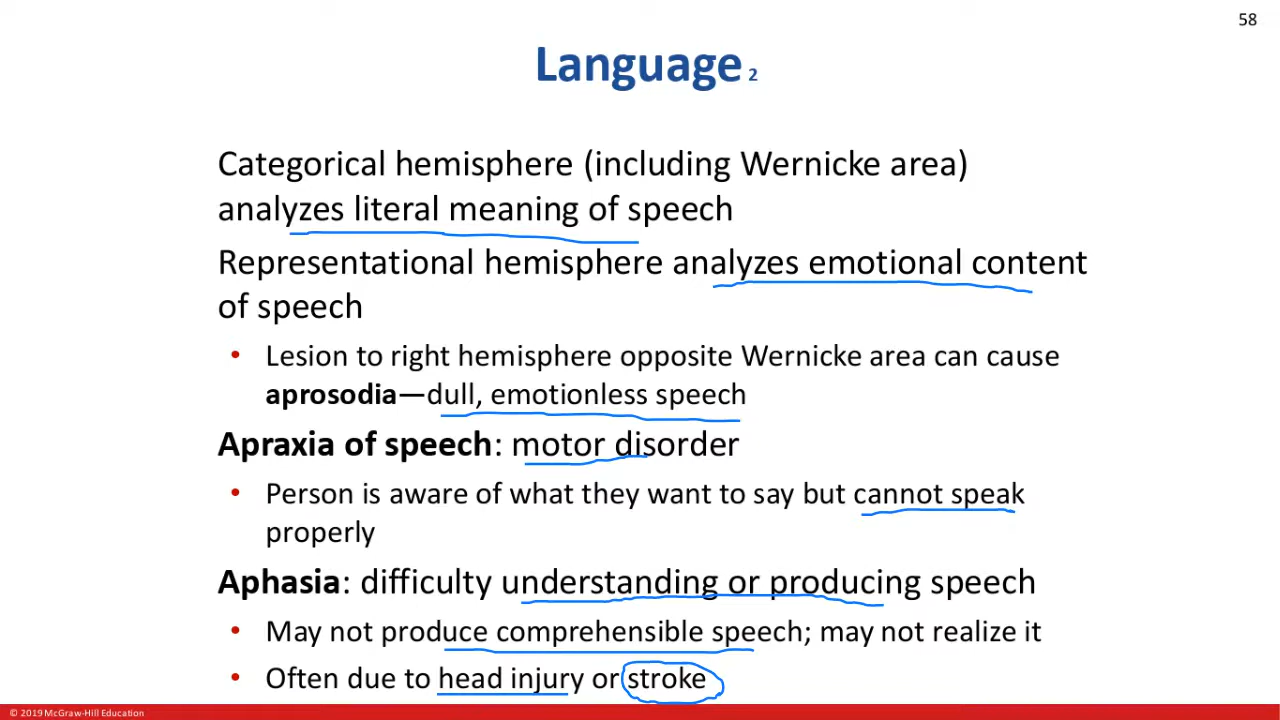 58
Language 2
Categorical hemisphere (including Wernicke area)
analyzes literal meaning of speech
Representational hemisphere analyzes emotional content
of speech
• Lesion to right hemisphere opposite Wernicke area can cause
aprosodia—dull, emotionless speech
Apraxia of speech: motor disorder
• Person is aware of what they want to say but cannot speak
properly
Aphasia: difficulty understanding or producing speech
• May not produce comprehensible speech; may not realize it
• Often due to head injury or stroke
© 2019 McGraw-Hill Education